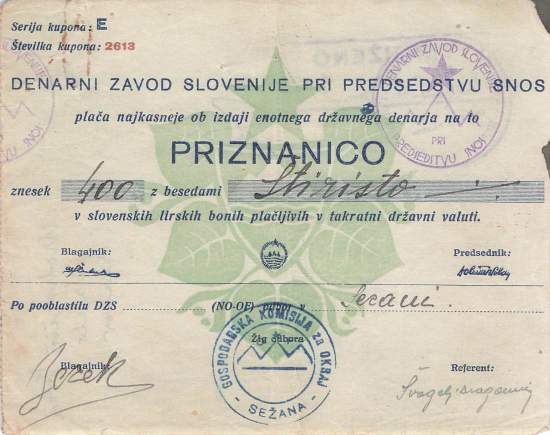 Serija kupona: E
Številka kupona: 2613
DENARNI ZAVOD SLOVENIJE PRI PREDSEDSTVU SNOS
plača najkasneje ob izdaji enotnega državnega denarja na to
PRIZNANICO
znesek 400 z besedami Štiristo
v slovenskih lirskih bonih plačljivih v takratni državni valuti.
Blagajnik: Predsednik:
Po pooblastilu DZS (NO-OF) odbor v Sežani.
Žig odbora
Blagajnik: Referent:
DENARNI ZAVOD SLOVENIJE
PRI
PREDSEDSTVU SNOS
GOSPODARSKA KOMISIJA ZA OKRAJ
SEŽANA